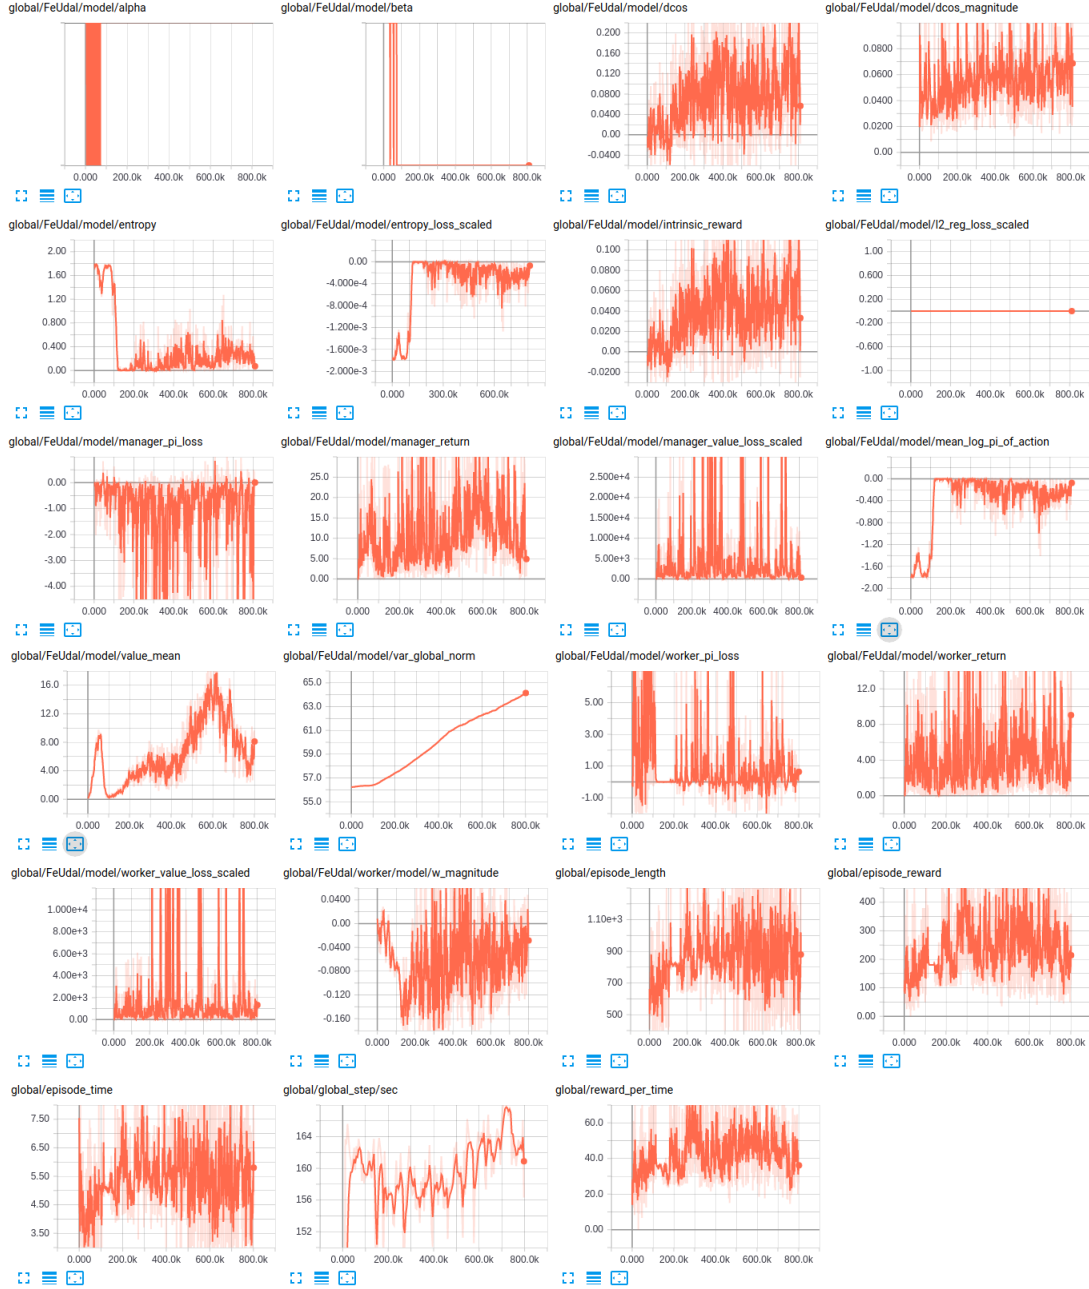 global/FeUdal/model/alpha
0.000 200.0k 400.0k 600.0k 800.0k
global/FeUdal/model/beta
0.000 200.0k 400.0k 600.0k 800.0k
global/FeUdal/model/dcos
0.200
0.160
0.120
0.0800
0.0400
0.00
-0.0400
0.000 200.0k 400.0k 600.0k 800.0k
global/FeUdal/model/dcos_magnitude
0.0800
0.0600
0.0400
0.0200
0.00
0.000 200.0k 400.0k 600.0k 800.0k
global/FeUdal/model/entropy
2.00
1.60
1.20
0.800
0.400
0.00
0.000 200.0k 400.0k 600.0k 800.0k
global/FeUdal/model/entropy_loss_scaled
0.00
-4.000e-4
-8.000e-4
-1.200e-3
-1.600e-3
-2.000e-3
0.000 200.0k 400.0k 600.0k
global/FeUdal/model/intrinsic_reward
0.100
0.0800
0.0600
0.0400
0.0200
0.00
-0.0200
0.000 200.0k 400.0k 600.0k 800.0k
global/FeUdal/model/l2_reg_loss_scaled
1.00
0.600
0.200
-0.200
-0.600
-1.00
0.000 200.0k 400.0k 600.0k 800.0k
global/FeUdal/model/manager_pi_loss
0.00
-1.00
-2.00
-3.00
-4.00
0.000 200.0k 400.0k 600.0k 800.0k
global/FeUdal/model/manager_return
25.0
20.0
15.0
10.0
5.00
0.00
0.000 200.0k 400.0k 600.0k 800.0k
global/FeUdal/model/manager_value_loss_scaled
2.500e+4
2.000e+4
1.500e+4
1.000e+4
5.000e+3
0.00
0.000 200.0k 400.0k 600.0k 800.0k
global/FeUdal/model/mean_log_pi_of_action
0.00
-0.400
-0.800
-1.20
-1.60
-2.00
0.000 200.0k 400.0k 600.0k 800.0k
global/FeUdal/model/value_mean
16.0
12.0
8.00
4.00
0.00
0.000 200.0k 400.0k 600.0k 800.0k
global/FeUdal/model/var_global_norm
65.0
63.0
61.0
59.0
57.0
55.0
0.000 200.0k 400.0k 600.0k 800.0k
global/FeUdal/model/worker_pi_loss
5.00
3.00
1.00
-1.00
0.000 200.0k 400.0k 600.0k 800.0k
global/FeUdal/model/worker_return
12.0
8.00
4.00
0.00
0.000 200.0k 400.0k 600.0k 800.0k
global/FeUdal/model/worker_value_loss_scaled
1.000e+4
8.00e+3
6.00e+3
4.00e+3
2.00e+3
0.00
0.000 200.0k 400.0k 600.0k 800.0k
global/FeUdal/worker/model/w_magnitude
0.0400
0.00
-0.0400
-0.0800
-0.120
-0.160
0.000 200.0k 400.0k 600.0k 800.0k
global/episode_length
1.10e+3
900
700
500
0.000 200.0k 400.0k 600.0k 800.0k
global/episode_reward
400
300
200
100
0.00
0.000 200.0k 400.0k 600.0k 800.0k
global/episode_time
7.50
6.50
5.50
4.50
3.50
0.000 200.0k 400.0k 600.0k 800.0k
global/global_step/sec
164
160
156
152
0.000 200.0k 400.0k 600.0k 800.0k
global/reward_per_time
60.0
40.0
20.0
0.00
0.000 200.0k 400.0k 600.0k 800.0k